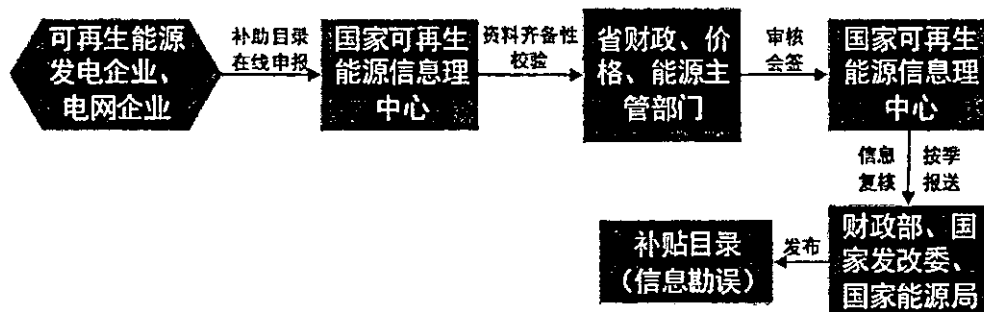 可再生能源
发电企业、
电网企业
补助目录
在线申报
国家可再生
能源信息理
中心
资料齐备性
校验
省财政、价
格、能源主
管部门
审核
会签
国家可再生
能源信息理
中心
信息
复核
按季
报送
财政部、国
家发改委、
国家能源局
发布
补贴目录
（信息勘误）